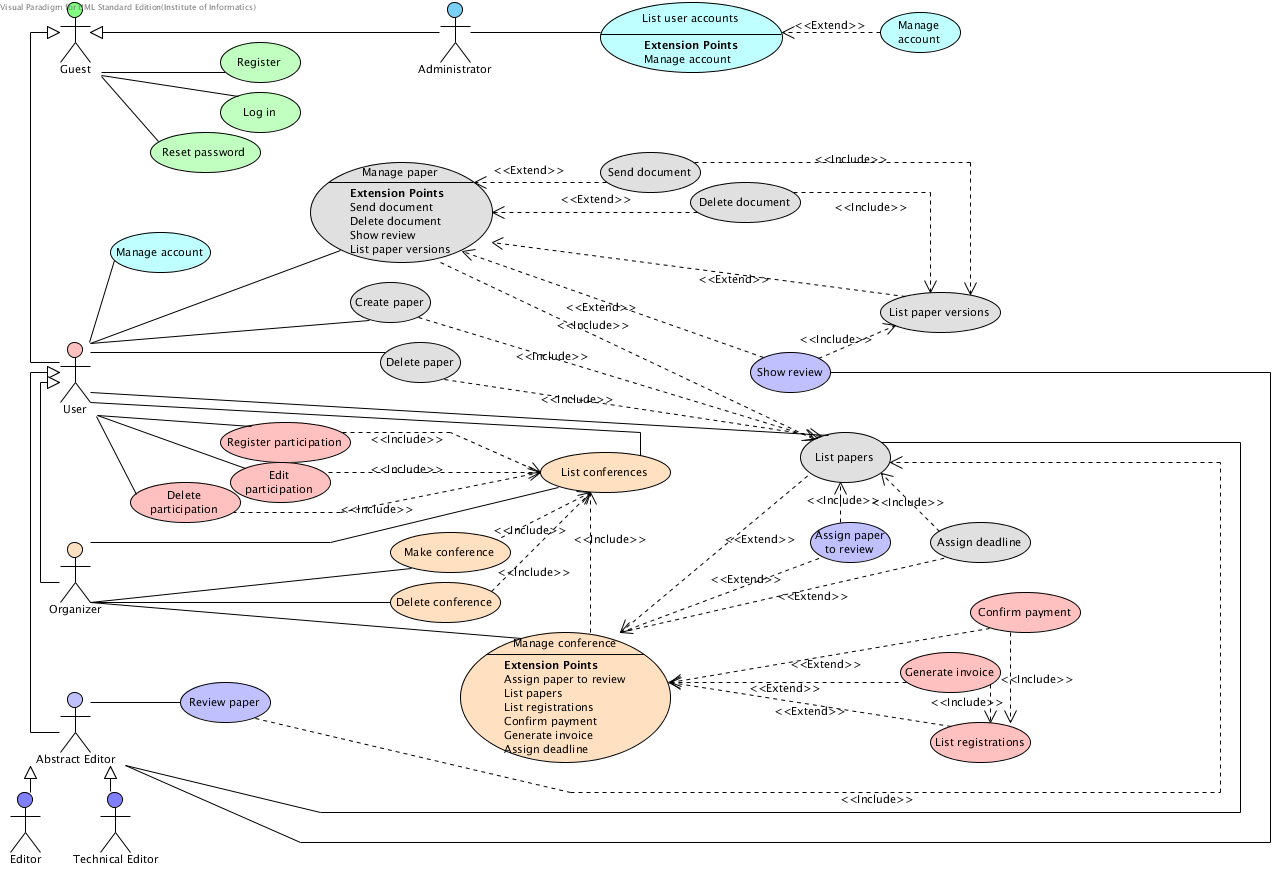 Visual Paradigm for UML Standard Edition(Institute of Informatics)
Guest
Administrator
List user accounts
Extension Points
Manage account
<<Extend>>
Manage
account
Register
Log in
Reset password
Manage paper
Extension Points
Send document
Delete document
Show review
List paper versions
<<Extend>>
Send document
<<Include>>
<<Extend>>
Delete document
<<Include>>
Manage account
<<Extend>>
Create paper
<<Extend>>
<<Include>>
List paper versions
<<Include>>
Delete paper
<<Include>>
Show review
<<Include>>
User
Register participation
<<Include>>
Edit
participation
<<Include>>
Delete
participation
<<Include>>
List conferences
List papers
<<Include>>
<<Include>>
Make conference
<<Include>>
<<Include>>
<<Extend>>
Assign paper
to review
Assign deadline
Organizer
Delete conference
<<Include>>
<<Extend>>
<<Extend>>
Confirm payment
Manage conference
Extension Points
Assign paper to review
List papers
List registrations
Confirm payment
Generate invoice
Assign deadline
<<Extend>>
Generate invoice
<<Include>>
<<Extend>>
<<Include>>
<<Extend>>
List registrations
Review paper
Abstract Editor
<<Include>>
Editor
Technical Editor